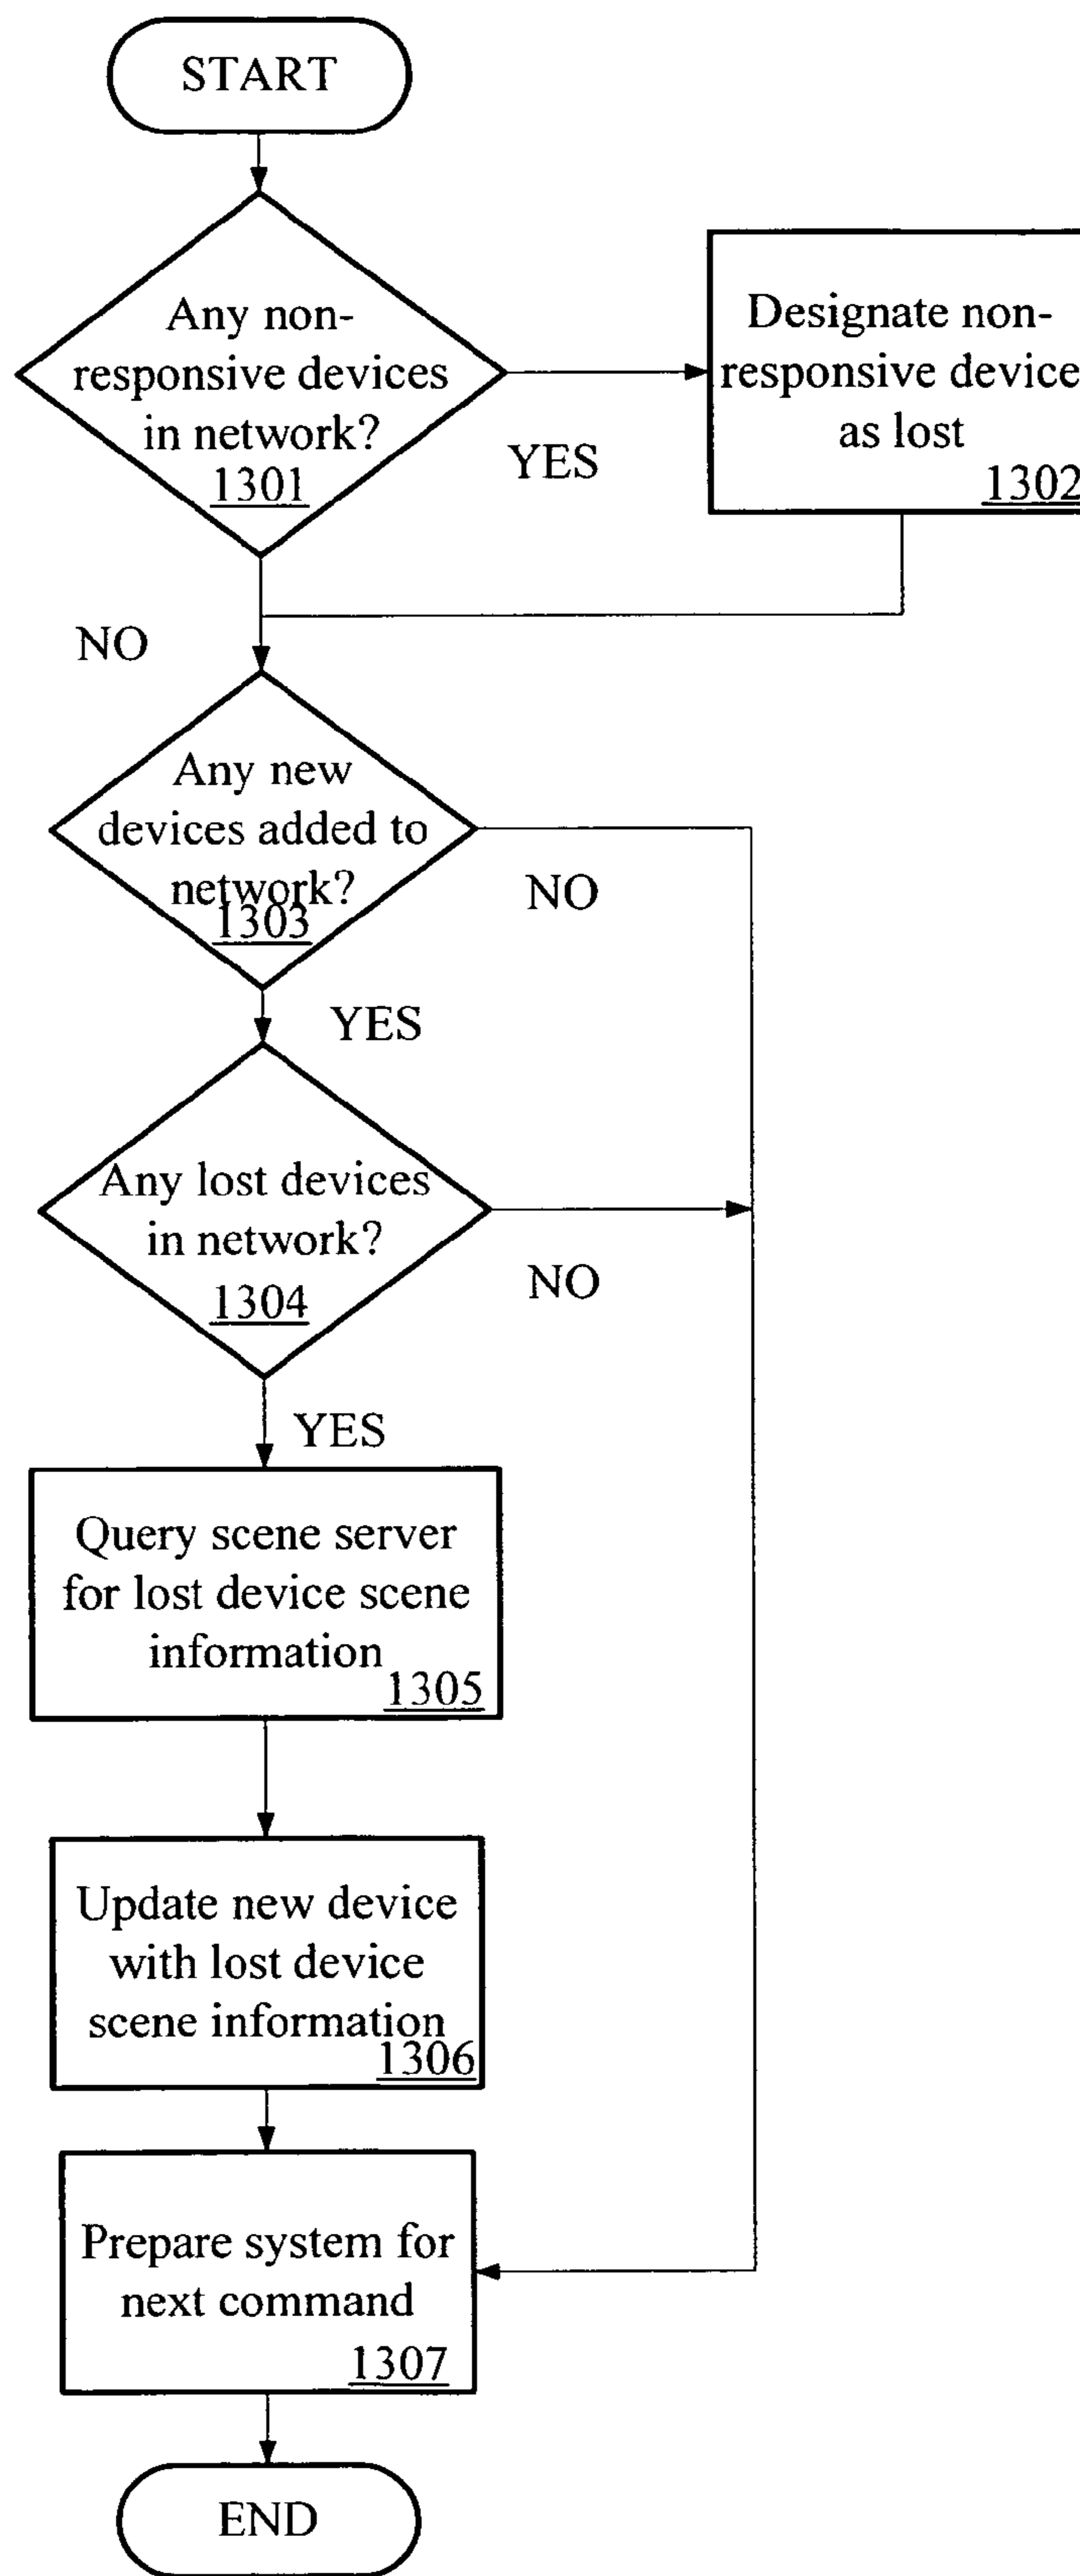 START
Any non-
responsive devices
in network?
1301
YES
Designate non-
responsive device
as lost
1302
NO
Any new
devices added to
network?
1303
NO
YES
Any lost devices
in network?
1304
NO
YES
Query scene server
for lost device scene
information
1305
Update new device
with lost device
scene information
1306
Prepare system for
next command
1307
END